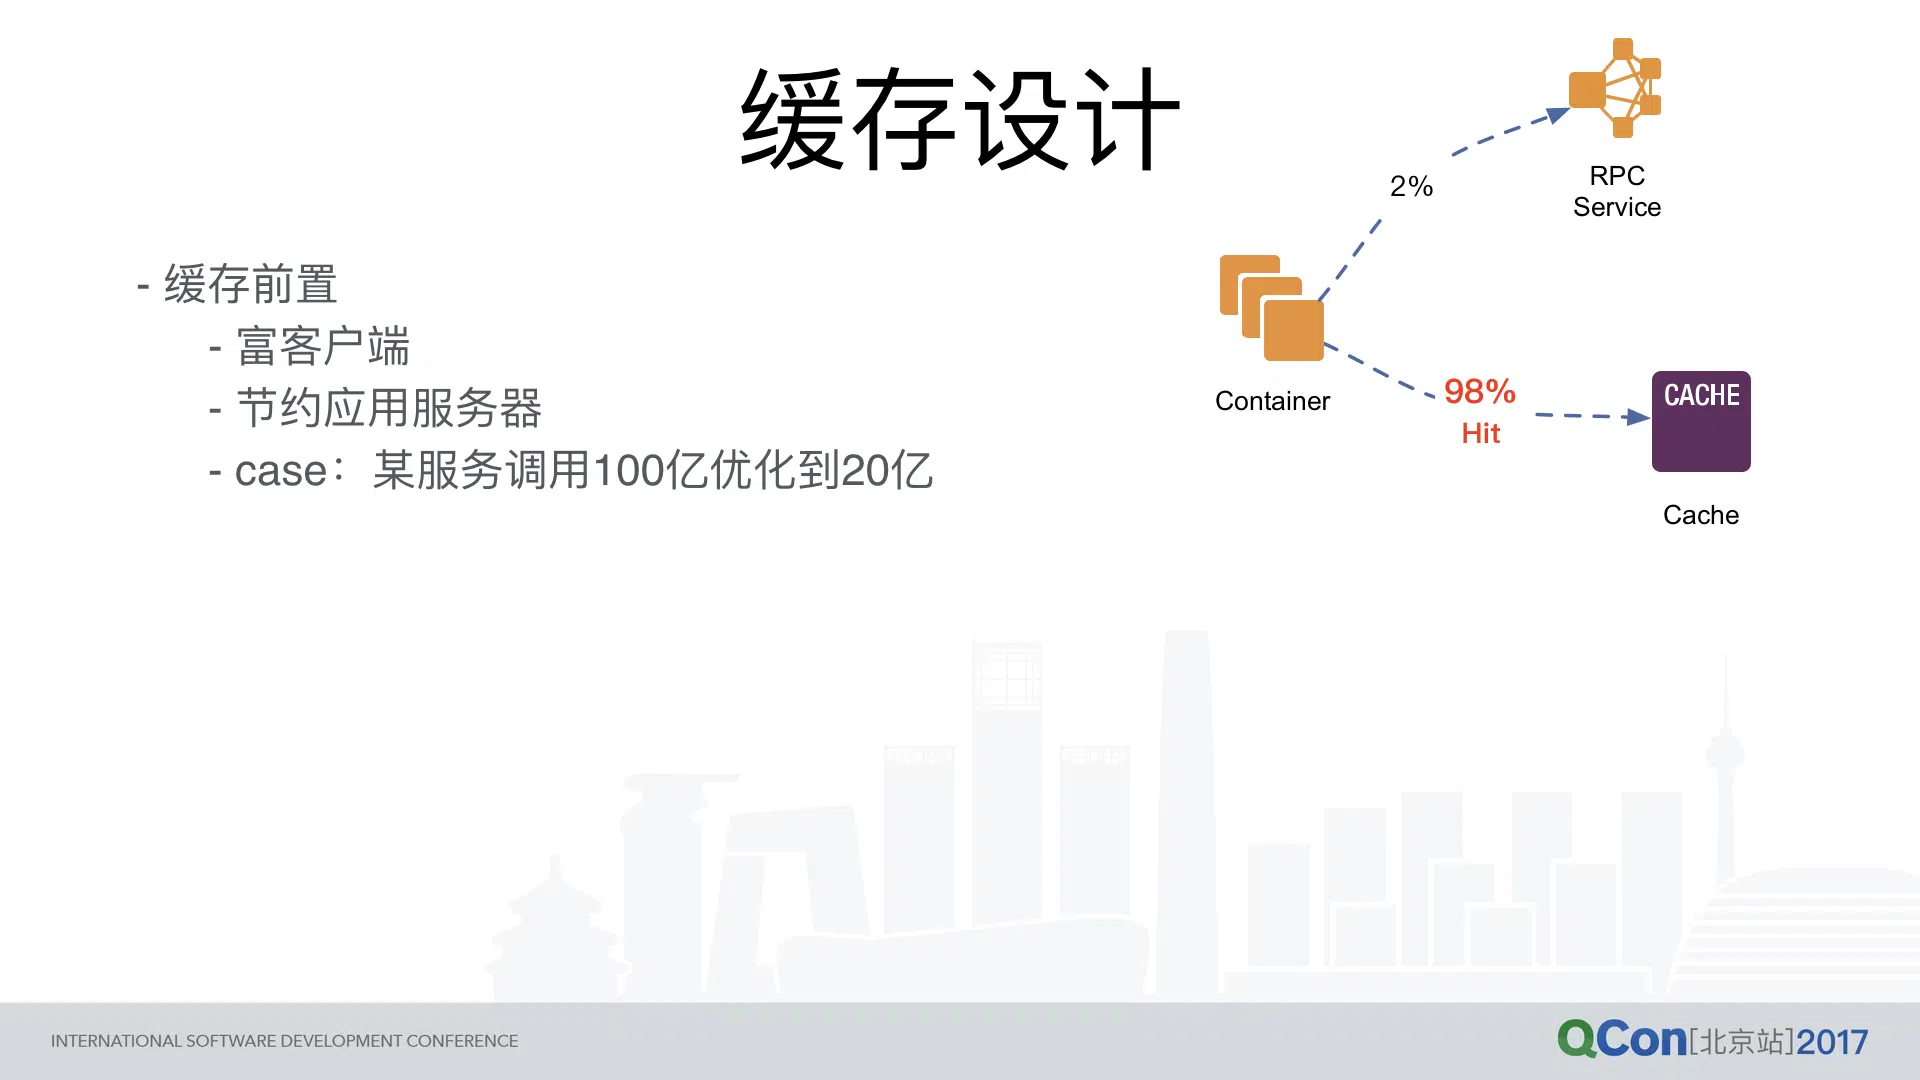 缓存设计
- 缓存前置
- 富客户端
- 节约应用服务器
- case：某服务调用100亿优化到20亿
2%
RPC
Service
Container
98%
Hit
CACHE
Cache
INTERNATIONAL SOFTWARE DEVELOPMENT CONFERENCE
QCon[北京站]2017